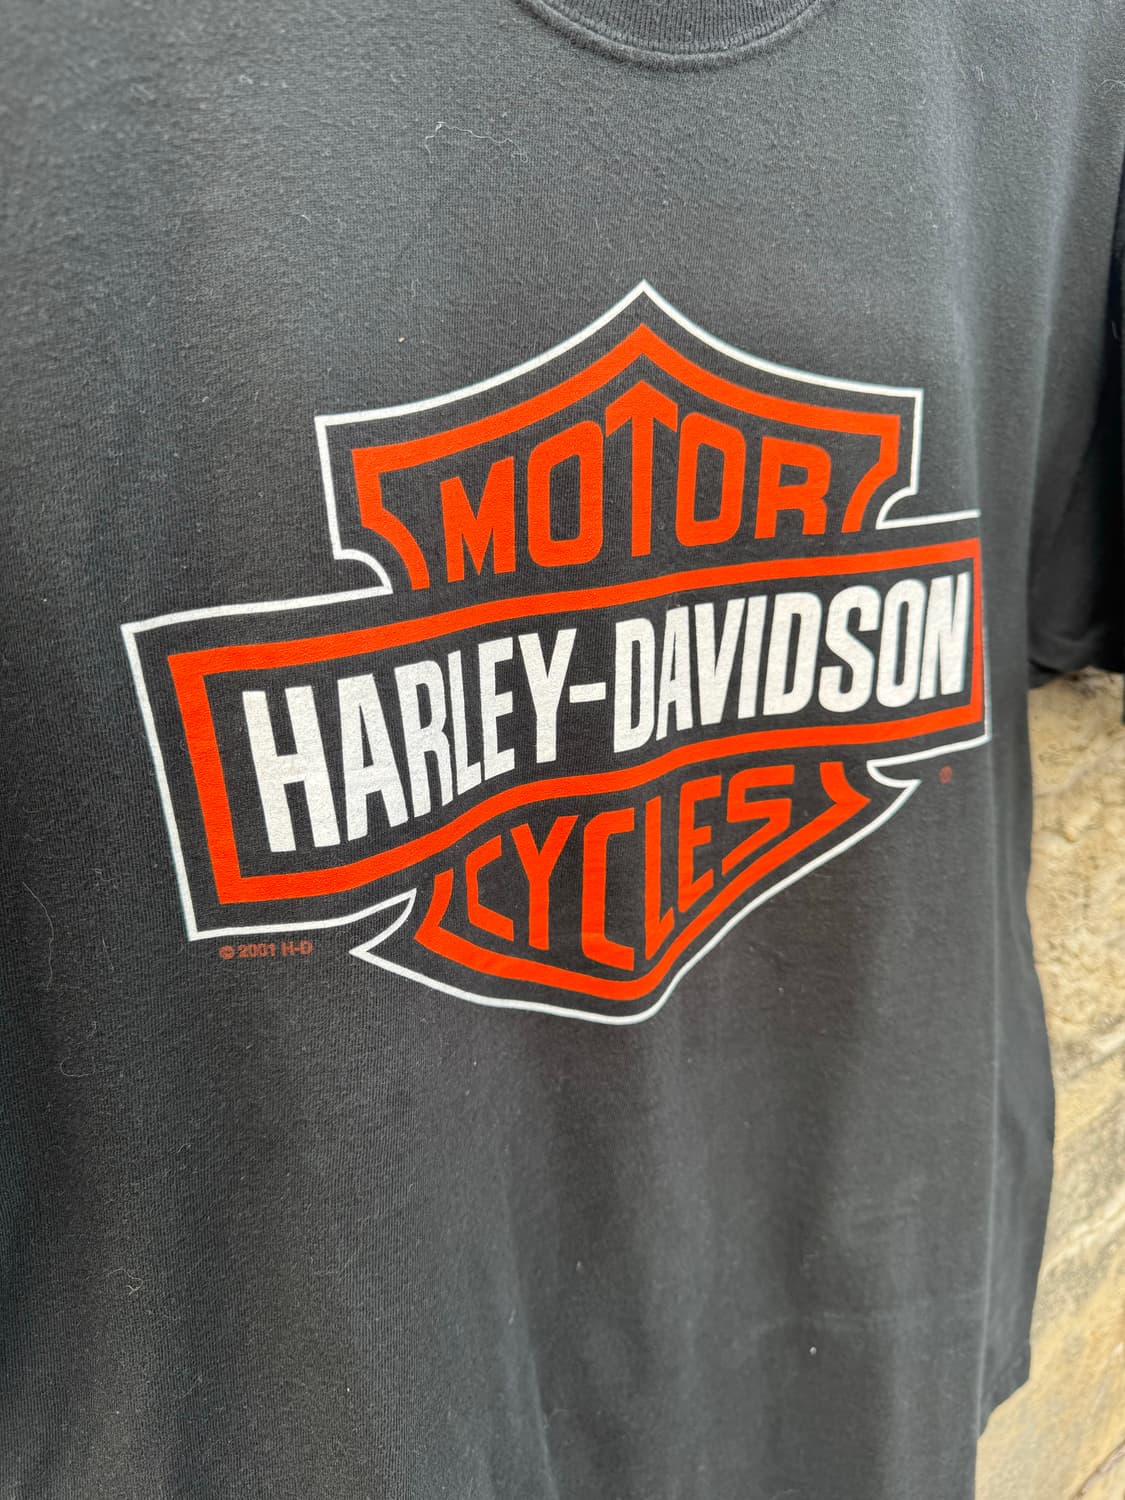 MOTOR
HARLEY-DAVIDSON
CYCLES
© 2001 H-D
®